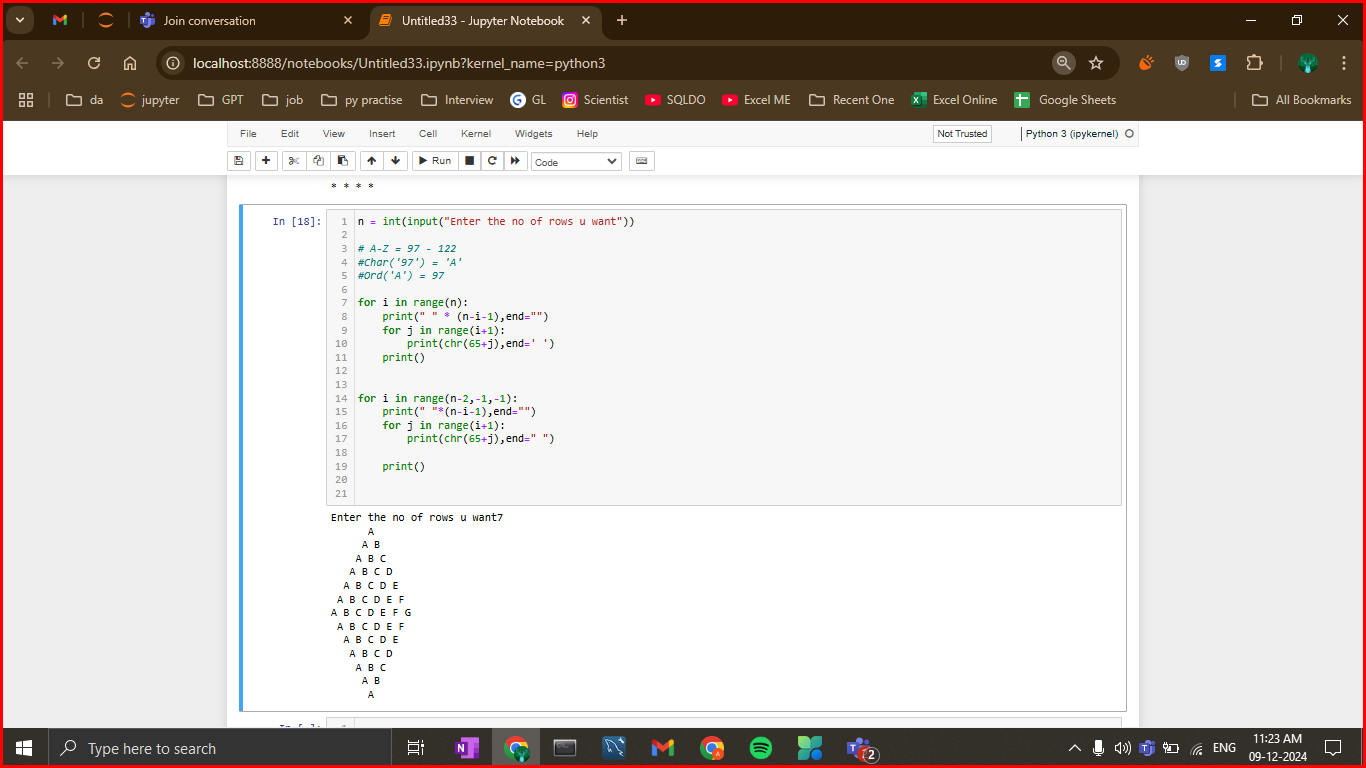 Join conversation
Untitled33 - Jupyter Notebook
localhost:8888/notebooks/Untitled33.ipynb?kernel_name=python3
da jupyter GPT job py practise Interview GL Scientist SQLDO Excel ME Recent One Excel Online Google Sheets All Bookmarks
File Edit View Insert Cell Kernel Widgets Help Not Trusted Python 3 (ipykernel)
Run Code
* * * *
In [18]:
1 n = int(input("Enter the no of rows u want"))
2
3 # A-Z = 97 - 122
4 #Char('97') = 'A'
5 #Ord('A') = 97
6
7 for i in range(n):
8     print(" " * (n-i-1),end="")
9     for j in range(i+1):
10         print(chr(65+j),end=' ')
11     print()
12
13
14 for i in range(n-2,-1,-1):
15     print(" "*(n-i-1),end="")
16     for j in range(i+1):
17         print(chr(65+j),end=" ")
18
19     print()
20
21
Enter the no of rows u want7
      A
     A B
    A B C
   A B C D
  A B C D E
 A B C D E F
A B C D E F G
 A B C D E F
  A B C D E
   A B C D
    A B C
     A B
      A
Type here to search
2
ENG
11:23 AM
09-12-2024